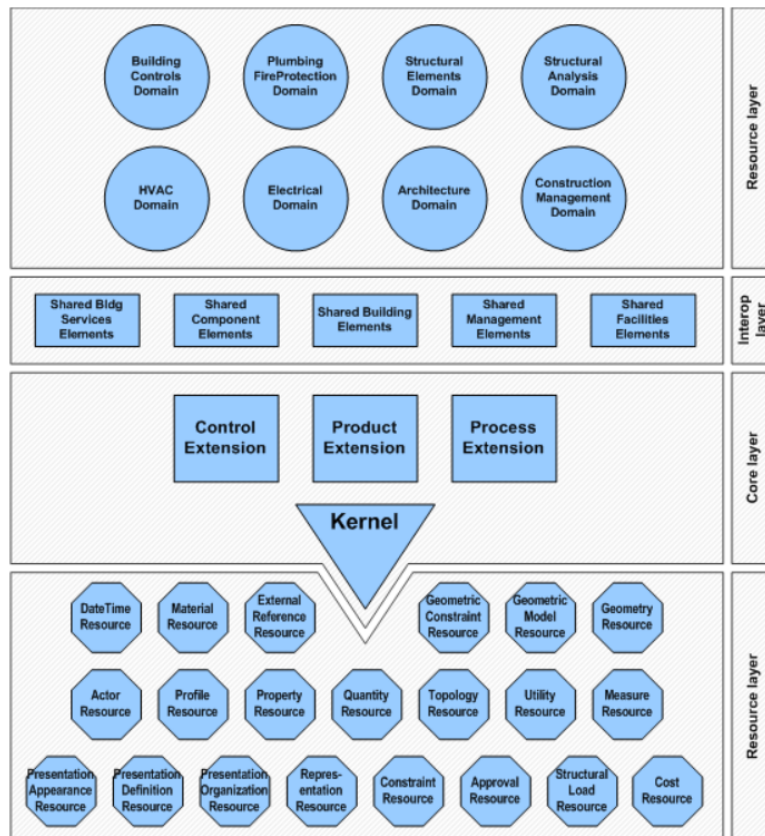 Building
Controls
Domain
Plumbing
FireProtection
Domain
Structural
Elements
Domain
Structural
Analysis
Domain
HVAC
Domain
Electrical
Domain
Architecture
Domain
Construction
Management
Domain
Resource layer
Shared Bldg
Services
Elements
Shared
Component
Elements
Shared Building
Elements
Shared
Management
Elements
Shared
Facilities
Elements
Interop
layer
Control
Extension
Product
Extension
Process
Extension
Kernel
Core layer
DateTime
Resource
Material
Resource
External
Reference
Resource
Geometric
Constraint
Resource
Geometric
Model
Resource
Geometry
Resource
Actor
Resource
Profile
Resource
Property
Resource
Quantity
Resource
Topology
Resource
Utility
Resource
Measure
Resource
Presentation
Appearance
Resource
Presentation
Definition
Resource
Presentation
Organization
Resource
Repres-
entation
Resource
Constraint
Resource
Approval
Resource
Structural
Load
Resource
Cost
Resource
Resource layer